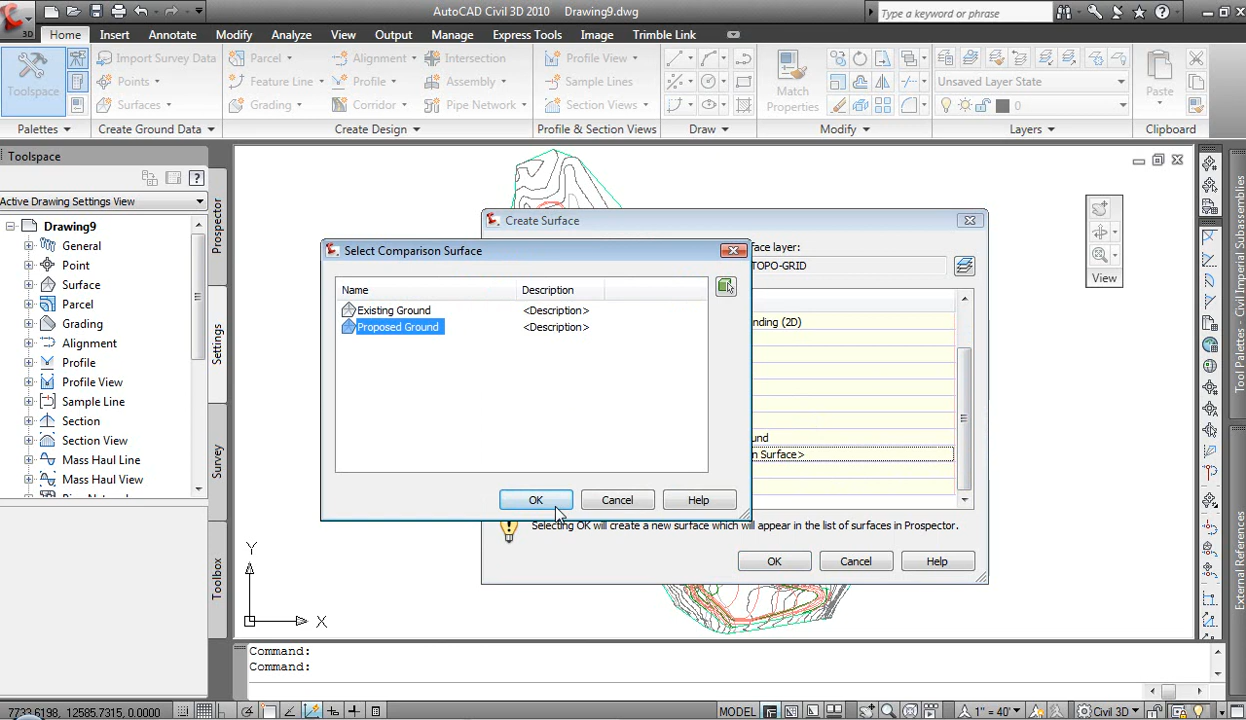 AutoCAD Civil 3D 2010 Drawing9.dwg
Type a keyword or phrase
3D
Home Insert Annotate Modify Analyze View Output Manage Express Tools Image Trimble Link
Toolspace
Import Survey Data
Points
Surfaces
Parcel
Feature Line
Grading
Alignment
Profile
Corridor
Intersection
Assembly
Pipe Network
Profile View
Sample Lines
Section Views
Match
Properties
Unsaved Layer State
0
Paste
Palettes
Create Ground Data
Create Design
Profile & Section Views
Draw
Modify
Layers
Clipboard
Toolspace
Active Drawing Settings View
Drawing9
General
Point
Surface
Parcel
Grading
Alignment
Profile
Profile View
Sample Line
Section
Section View
Mass Haul Line
Mass Haul View
Prospector
Settings
Survey
Toolbox
Create Surface
face layer:
TOPO-GRID
nding (2D)
und
n Surface>
Selecting OK will create a new surface which will appear in the list of surfaces in Prospector.
OK Cancel Help
Select Comparison Surface
Name Description
Existing Ground <Description>
Proposed Ground <Description>
OK Cancel Help
View
Tool Palettes - Civil Imperial Subassemblies
External References
Y
X
Command:
Command:
7733.6198, 12585.7315, 0.0000
MODEL
1" = 40'
Civil 3D